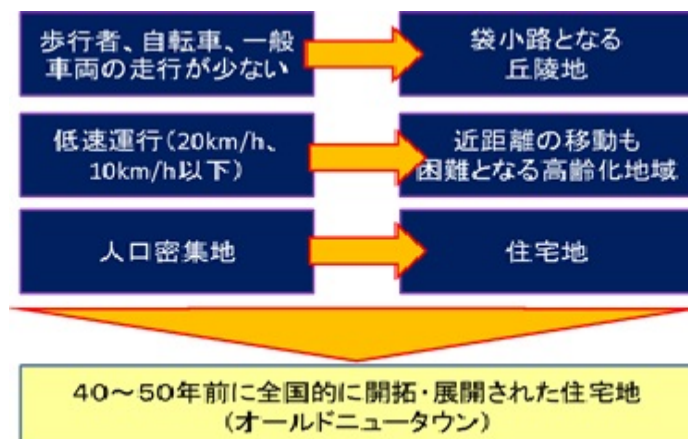 歩行者、自転車、一般
車両の走行が少ない
袋小路となる
丘陵地
低速運行(20km/h、
10km/h以下)
近距離の移動も
困難となる高齢化地域
人口密集地
住宅地
40~50年前に全国的に開拓・展開された住宅地
(オールドニュータウン)